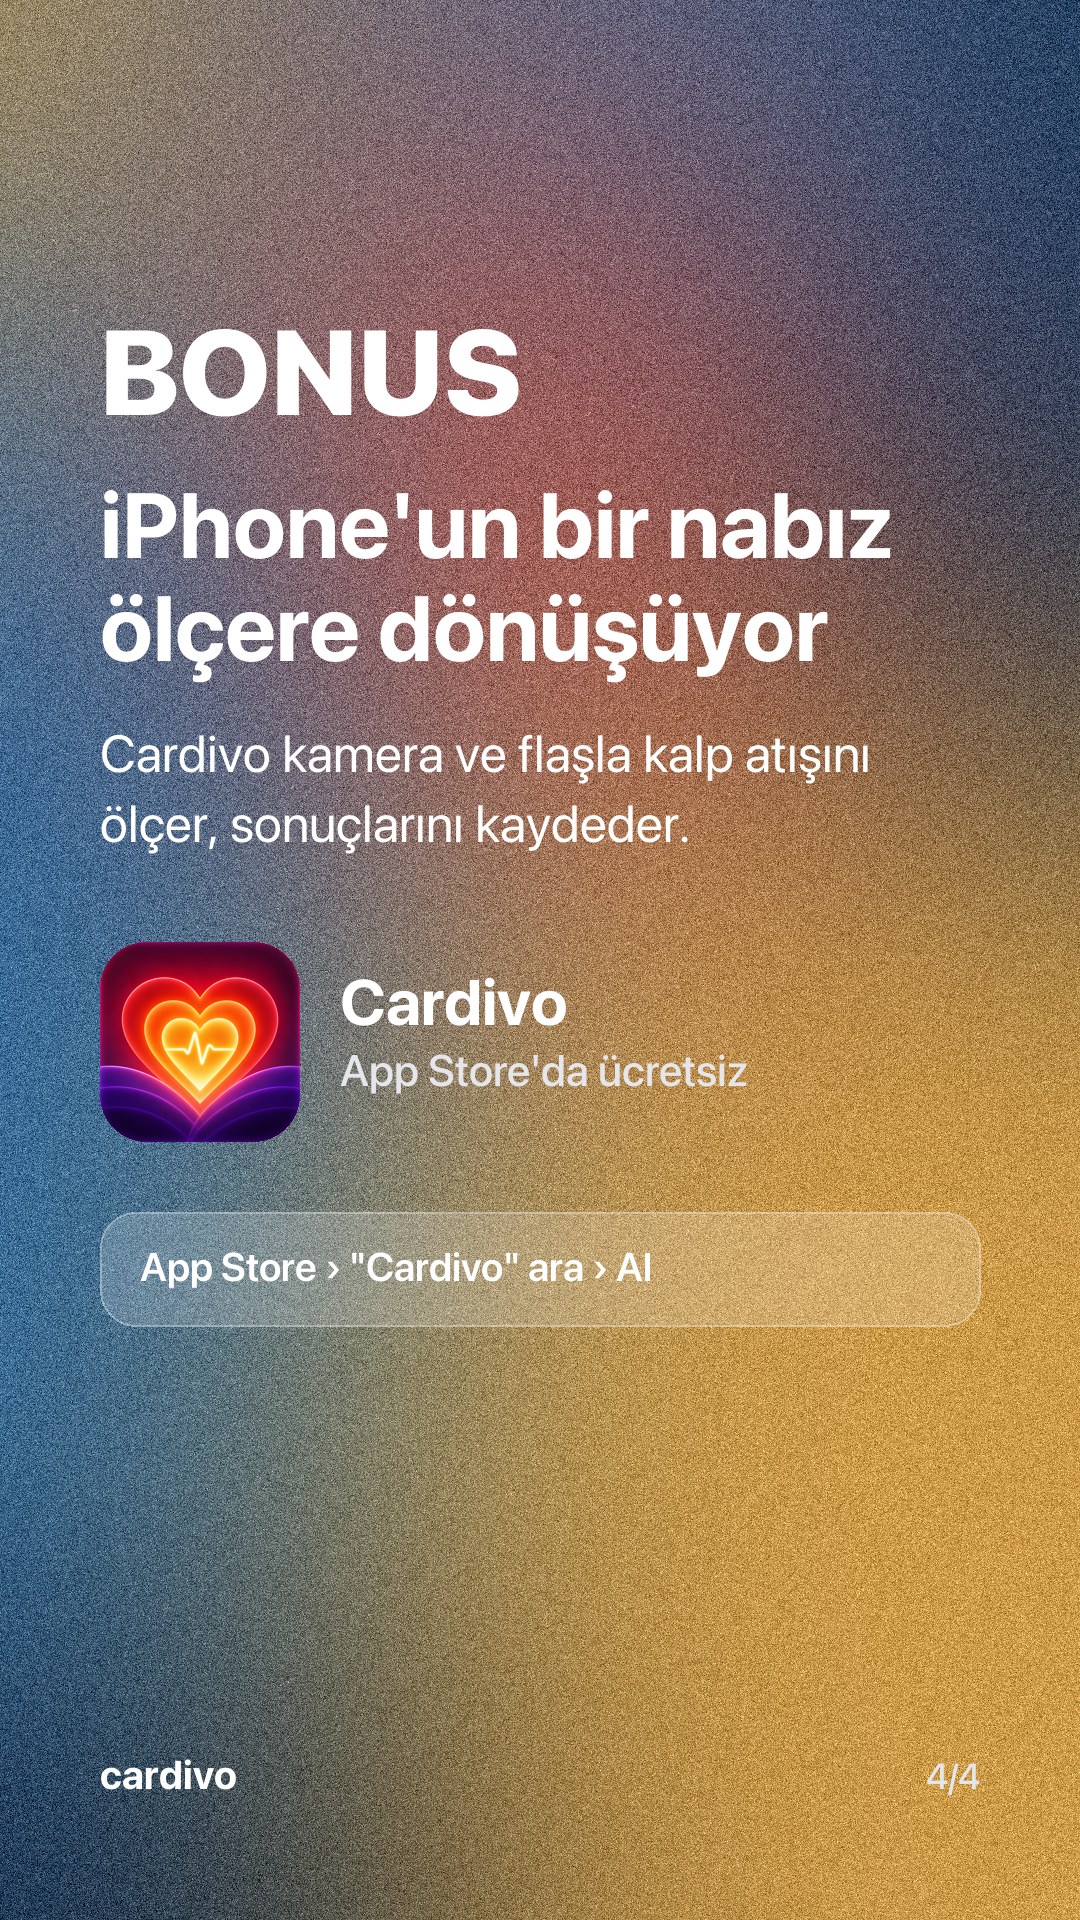 BONUS
iPhone'un bir nabız
ölçere dönüşüyor
Cardivo kamera ve flaşla kalp atışını
ölçer, sonuçlarını kaydeder.
Cardivo
App Store'da ücretsiz
App Store › "Cardivo" ara › Al
cardivo
4/4